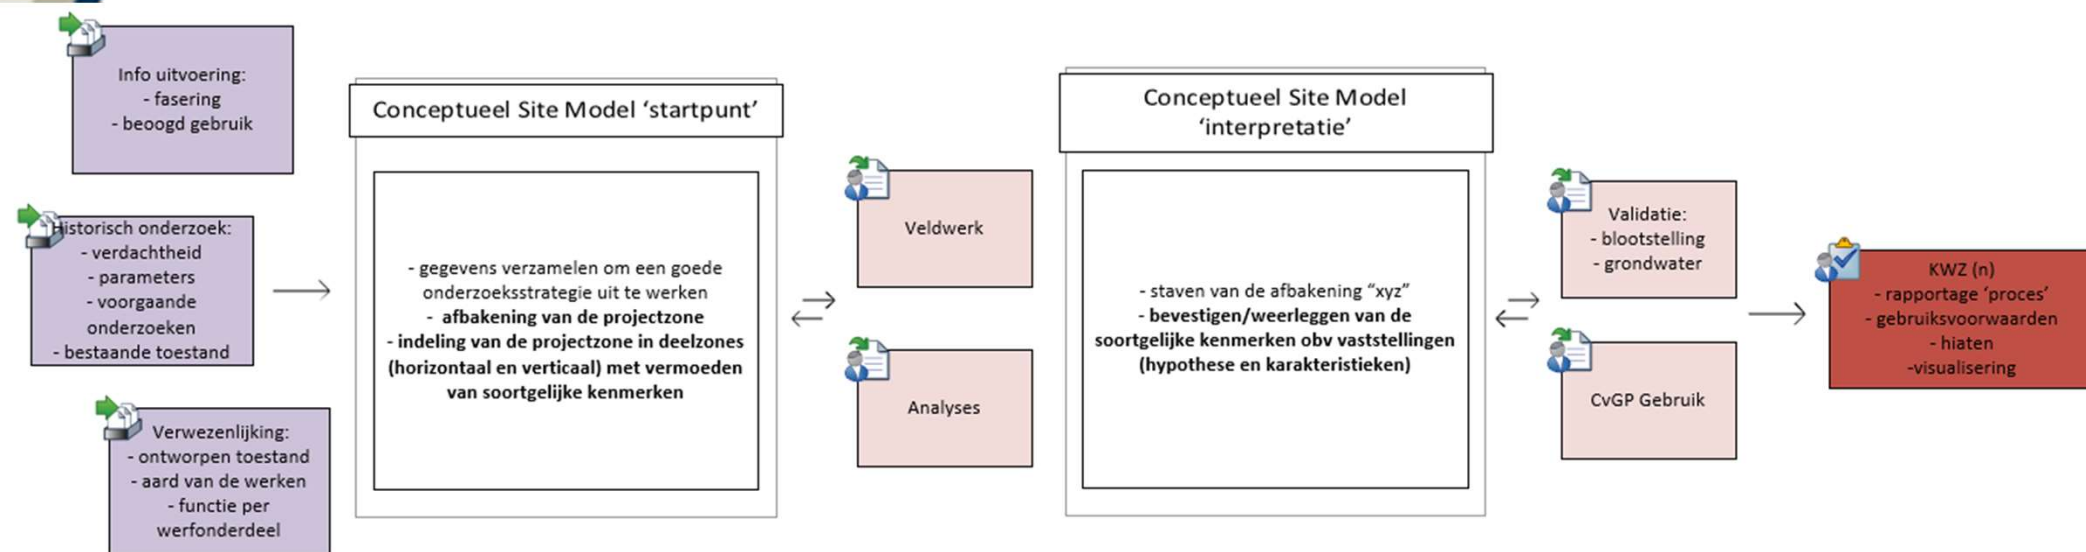 Info uitvoering:
- fasering
- beoogd gebruik
Historisch onderzoek:
- verdachtheid
- parameters
- voorgaande
onderzoeken
- bestaande toestand
Verwezenlijking:
- ontworpen toestand
- aard van de werken
- functie per
werfonderdeel
Conceptueel Site Model ‘startpunt’
- gegevens verzamelen om een goede
onderzoeksstrategie uit te werken
- afbakening van de projectzone
- indeling van de projectzone in deelzones
(horizontaal en verticaal) met vermoeden
van soortgelijke kenmerken
Veldwerk
Analyses
Conceptueel Site Model
‘interpretatie’
- staven van de afbakening “xyz”
- bevestigen/weerleggen van de
soortgelijke kenmerken obv vaststellingen
(hypothese en karakteristieken)
Validatie:
- blootstelling
- grondwater
CvGP Gebruik
KWZ (n)
- rapportage ‘proces’
- gebruiksvoorwaarden
- hiaten
-visualisering